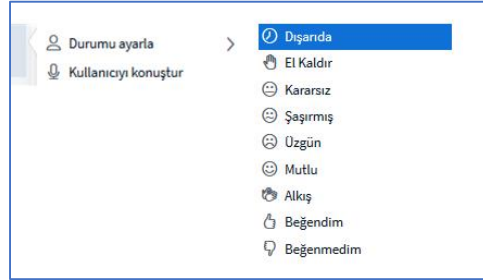 Durumu ayarla
Kullanıcıyı konuştur
Dışarıda
El Kaldır
Kararsız
Şaşırmış
Üzgün
Mutlu
Alkış
Beğendim
Beğenmedim